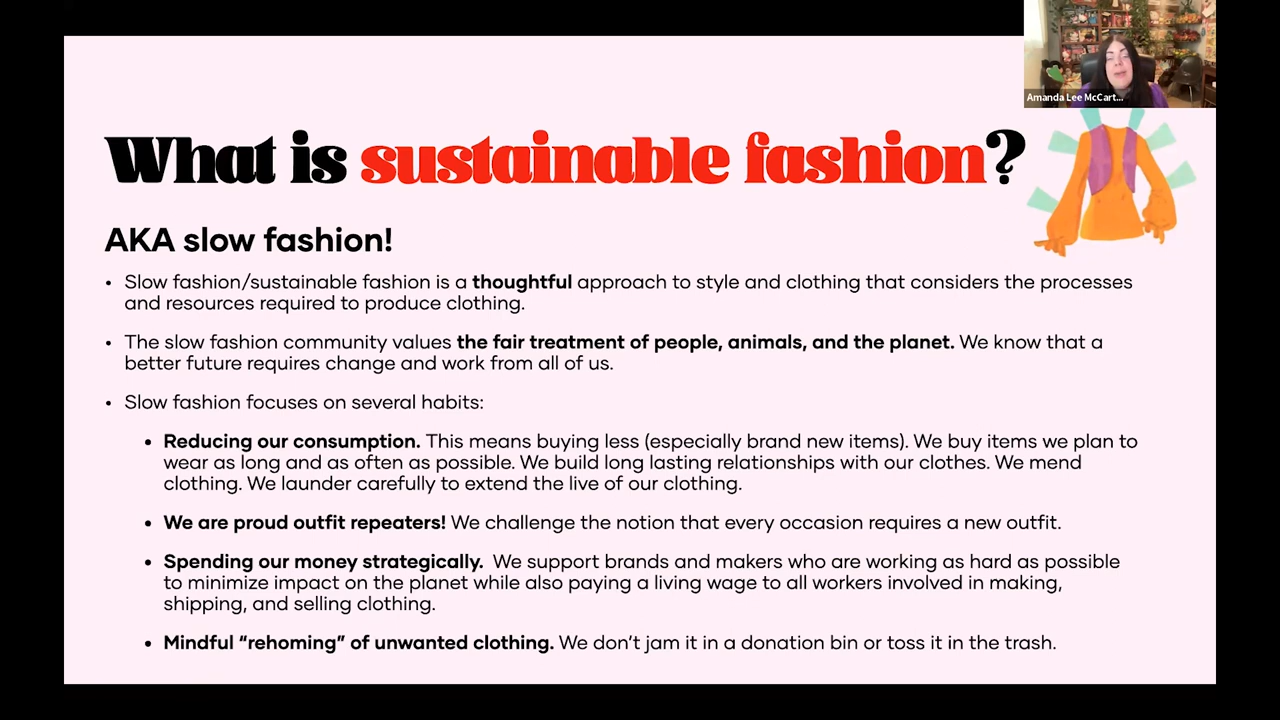 Amanda Lee McCart...
What is sustainable fashion?
AKA slow fashion!
• Slow fashion/sustainable fashion is a thoughtful approach to style and clothing that considers the processes
and resources required to produce clothing.
• The slow fashion community values the fair treatment of people, animals, and the planet. We know that a
better future requires change and work from all of us.
• Slow fashion focuses on several habits:
• Reducing our consumption. This means buying less (especially brand new items). We buy items we plan to
wear as long and as often as possible. We build long lasting relationships with our clothes. We mend
clothing. We launder carefully to extend the live of our clothing.
• We are proud outfit repeaters! We challenge the notion that every occasion requires a new outfit.
• Spending our money strategically. We support brands and makers who are working as hard as possible
to minimize impact on the planet while also paying a living wage to all workers involved in making,
shipping, and selling clothing.
• Mindful “rehoming” of unwanted clothing. We don’t jam it in a donation bin or toss it in the trash.